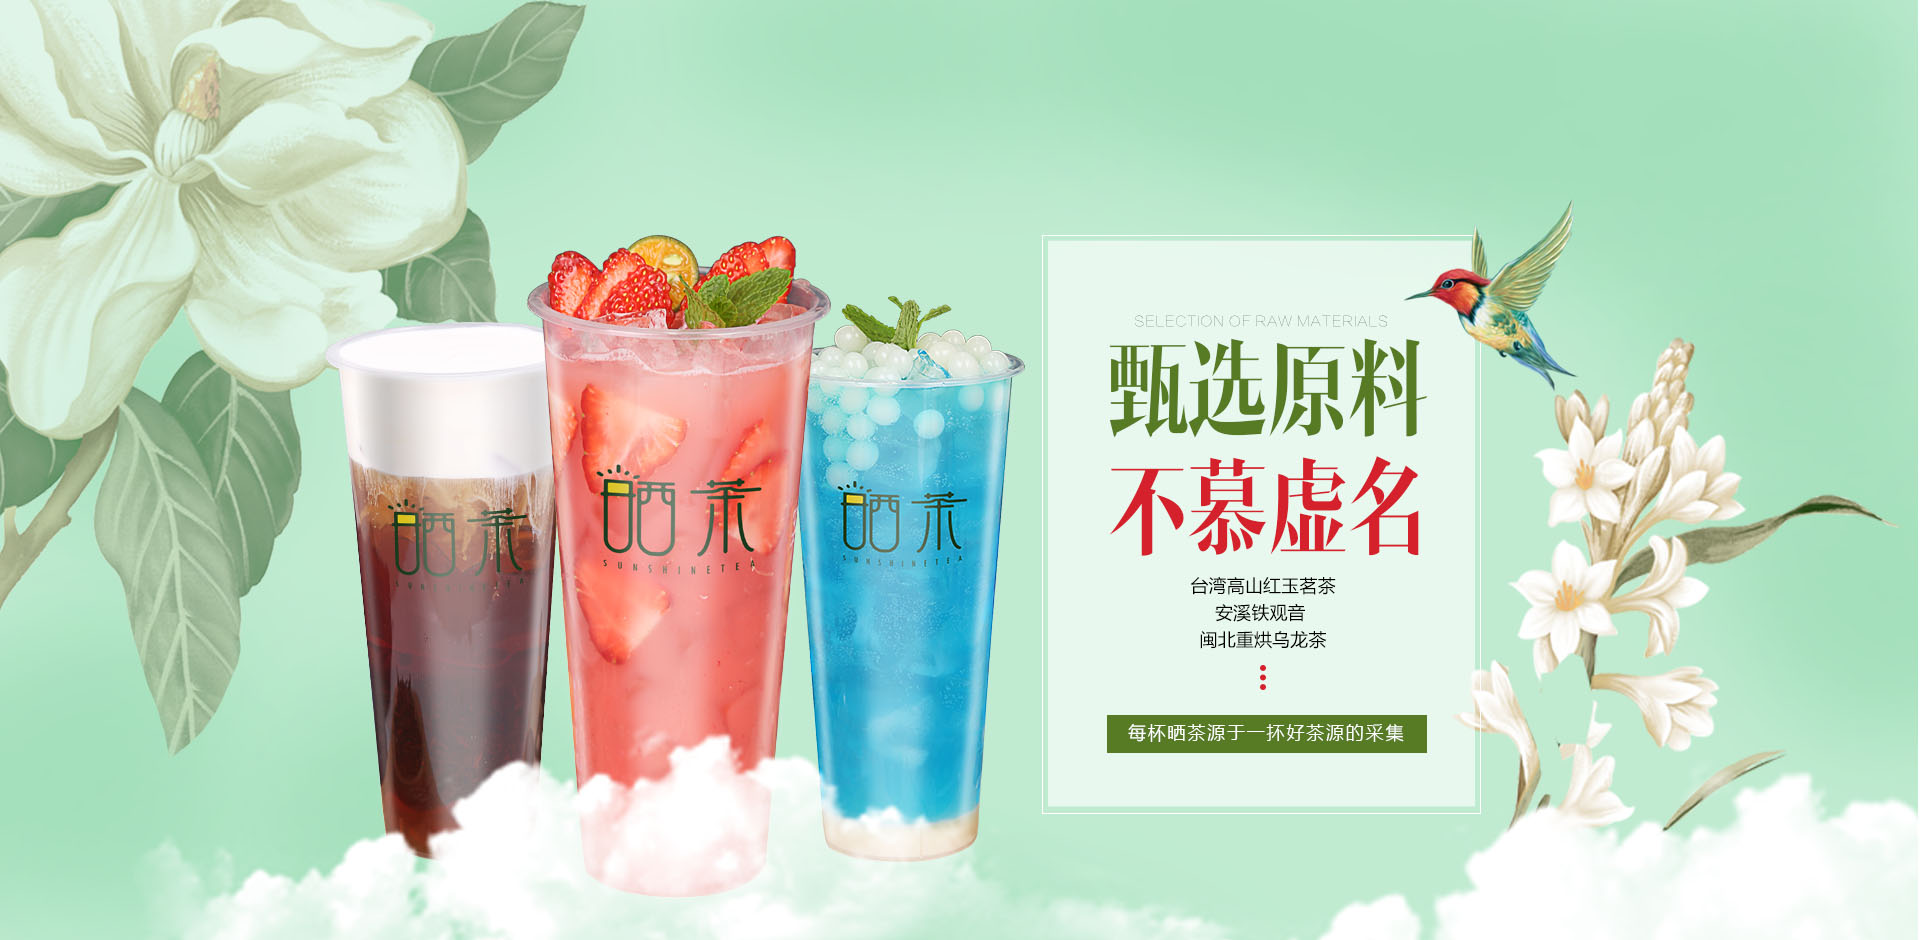 晒茶
SUNSHINETEA
晒茶
SUNSHINETEA
晒茶
SUNSHINETEA
SELECTION OF RAW MATERIALS
甄选原料
不慕虚名
台湾高山红玉茗茶
安溪铁观音
闽北重烘乌龙茶
每杯晒茶源于一抔好茶源的采集